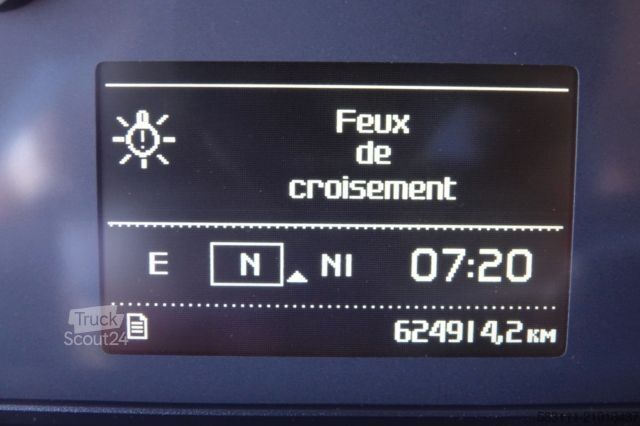 Feux
de
croisement
E N NI 07:20
624914,2 KM
Truck
Scout24